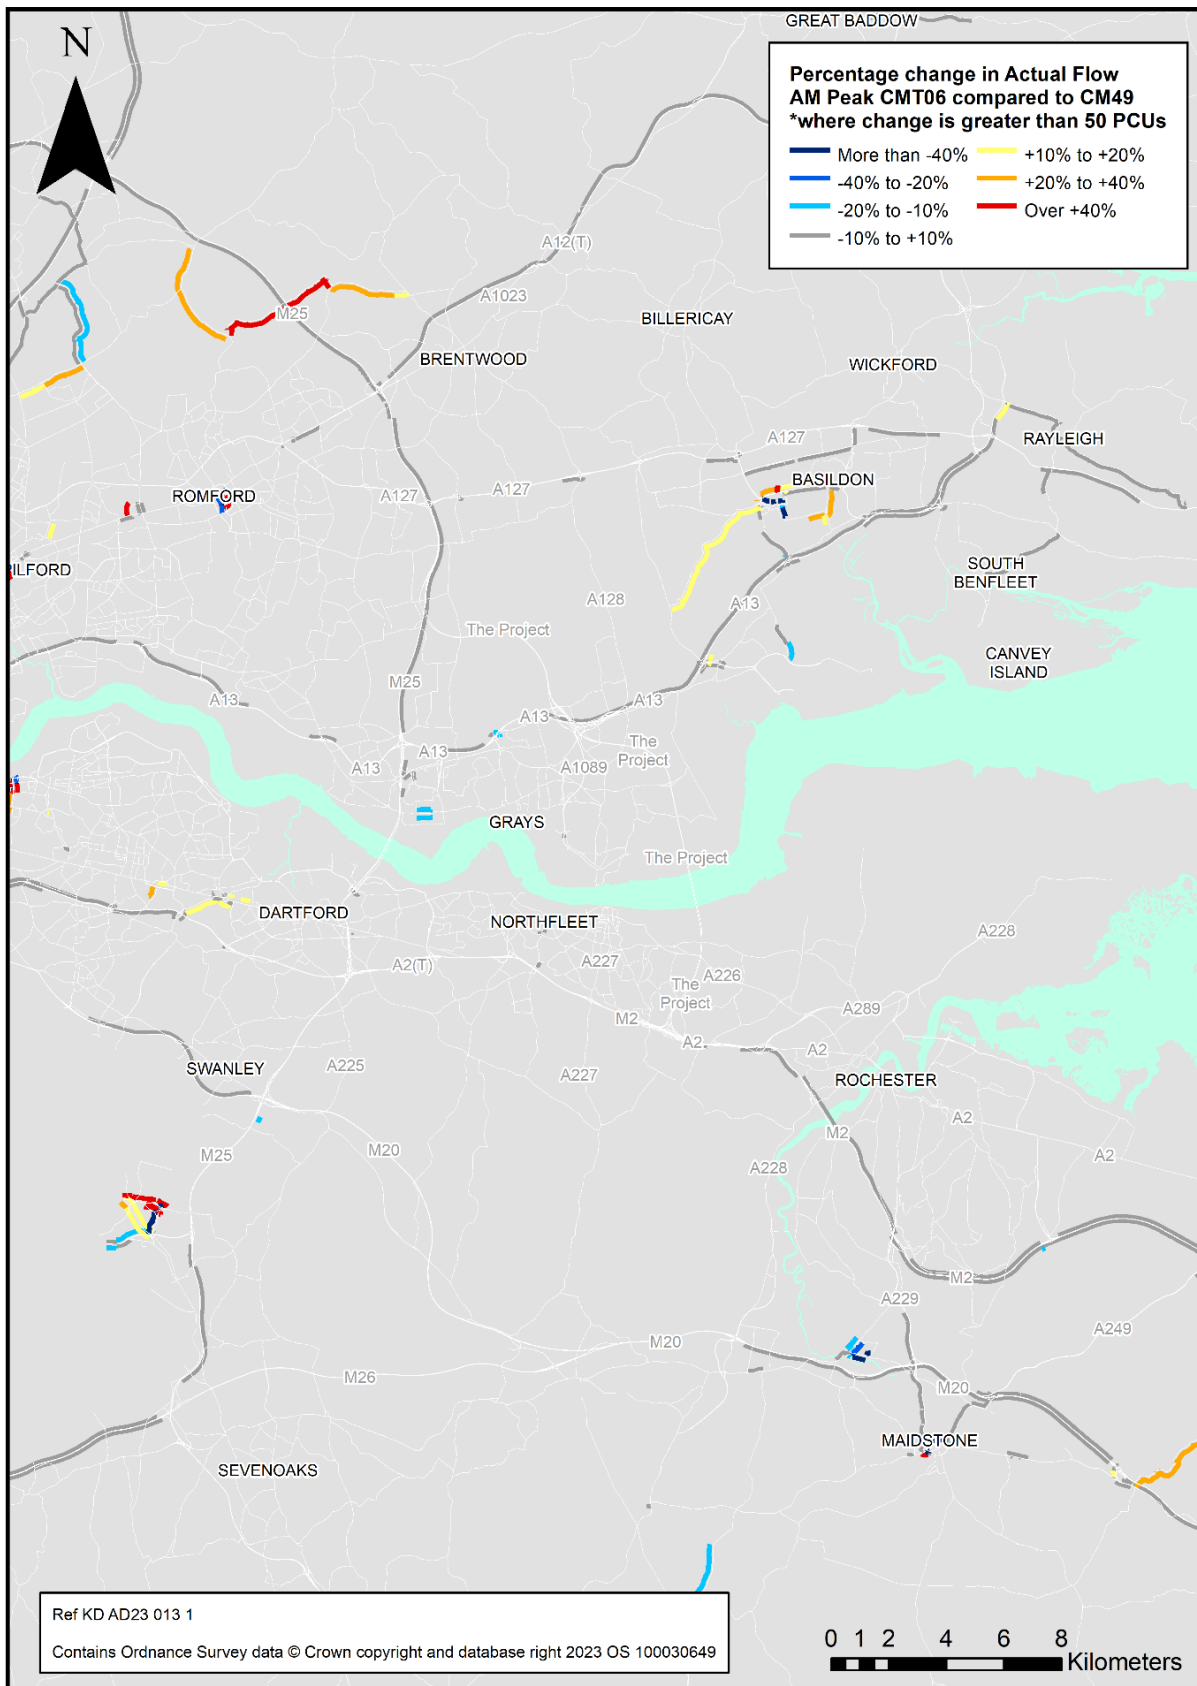 GREAT BADDOW
N
Percentage change in Actual Flow
AM Peak CMT06 compared to CM49
*where change is greater than 50 PCUs
More than -40%
+10% to +20%
-40% to -20%
+20% to +40%
-20% to -10%
Over +40%
-10% to +10%
A12(T)
A1023
M25
BILLERICAY
BRENTWOOD
WICKFORD
A127
RAYLEIGH
BASILDON
ROMFORD
A127
A127
ILFORD
SOUTH
BENFLEET
A128
A13
The Project
CANVEY
ISLAND
M25
A13
A13
A13
A13
The
Project
A13
A1089
GRAYS
The Project
DARTFORD
NORTHFLEET
A228
A227
A226
A2(T)
The
Project
A289
M2
A2
A2
SWANLEY
A225
A227
ROCHESTER
A2
M2
M25
M20
A228
A2
M2
A229
A249
M20
M26
M20
MAIDSTONE
SEVENOAKS
Ref KD AD23 013 1
Contains Ordnance Survey data © Crown copyright and database right 2023 OS 100030649
0 1 2 4 6 8
Kilometers